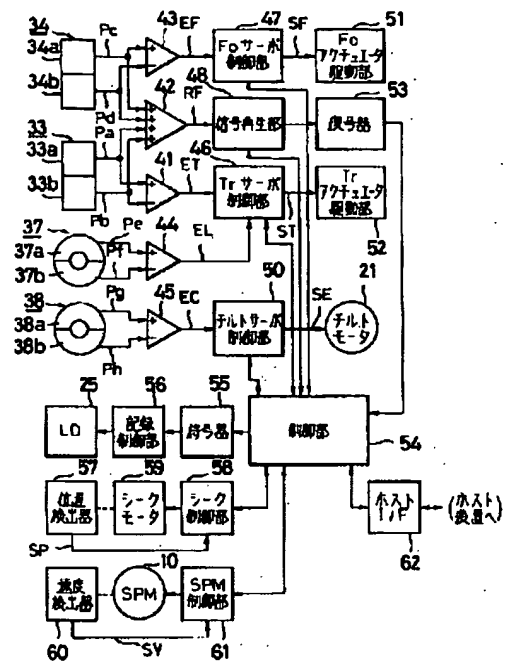 34
34a
34b
Pc
Pd
33
33a
33b
Pa
Pb
43
EF
42
RF
41
ET
47
Foサーボ
制御部
SF
51
Fo
アクチュエータ
駆動部
48
信号再生部
53
復号器
46
Trサーボ
制御部
ST
Tr
アクチュエータ
駆動部
52
37
37a
37b
Pe
Pf
44
EL
38
38a
38b
Pg
Ph
45
EC
50
チルトサーボ
制御部
SE
21
チルト
モータ
25
LD
56
記録
制御部
55
符号器
制御部
54
57
位置
検出器
59
シーク
モータ
58
シーク
制御部
SP
ホスト
I/F
62
(ホスト
装置へ)
速度
検出器
60
10
SPM
SPM
制御部
61
SV